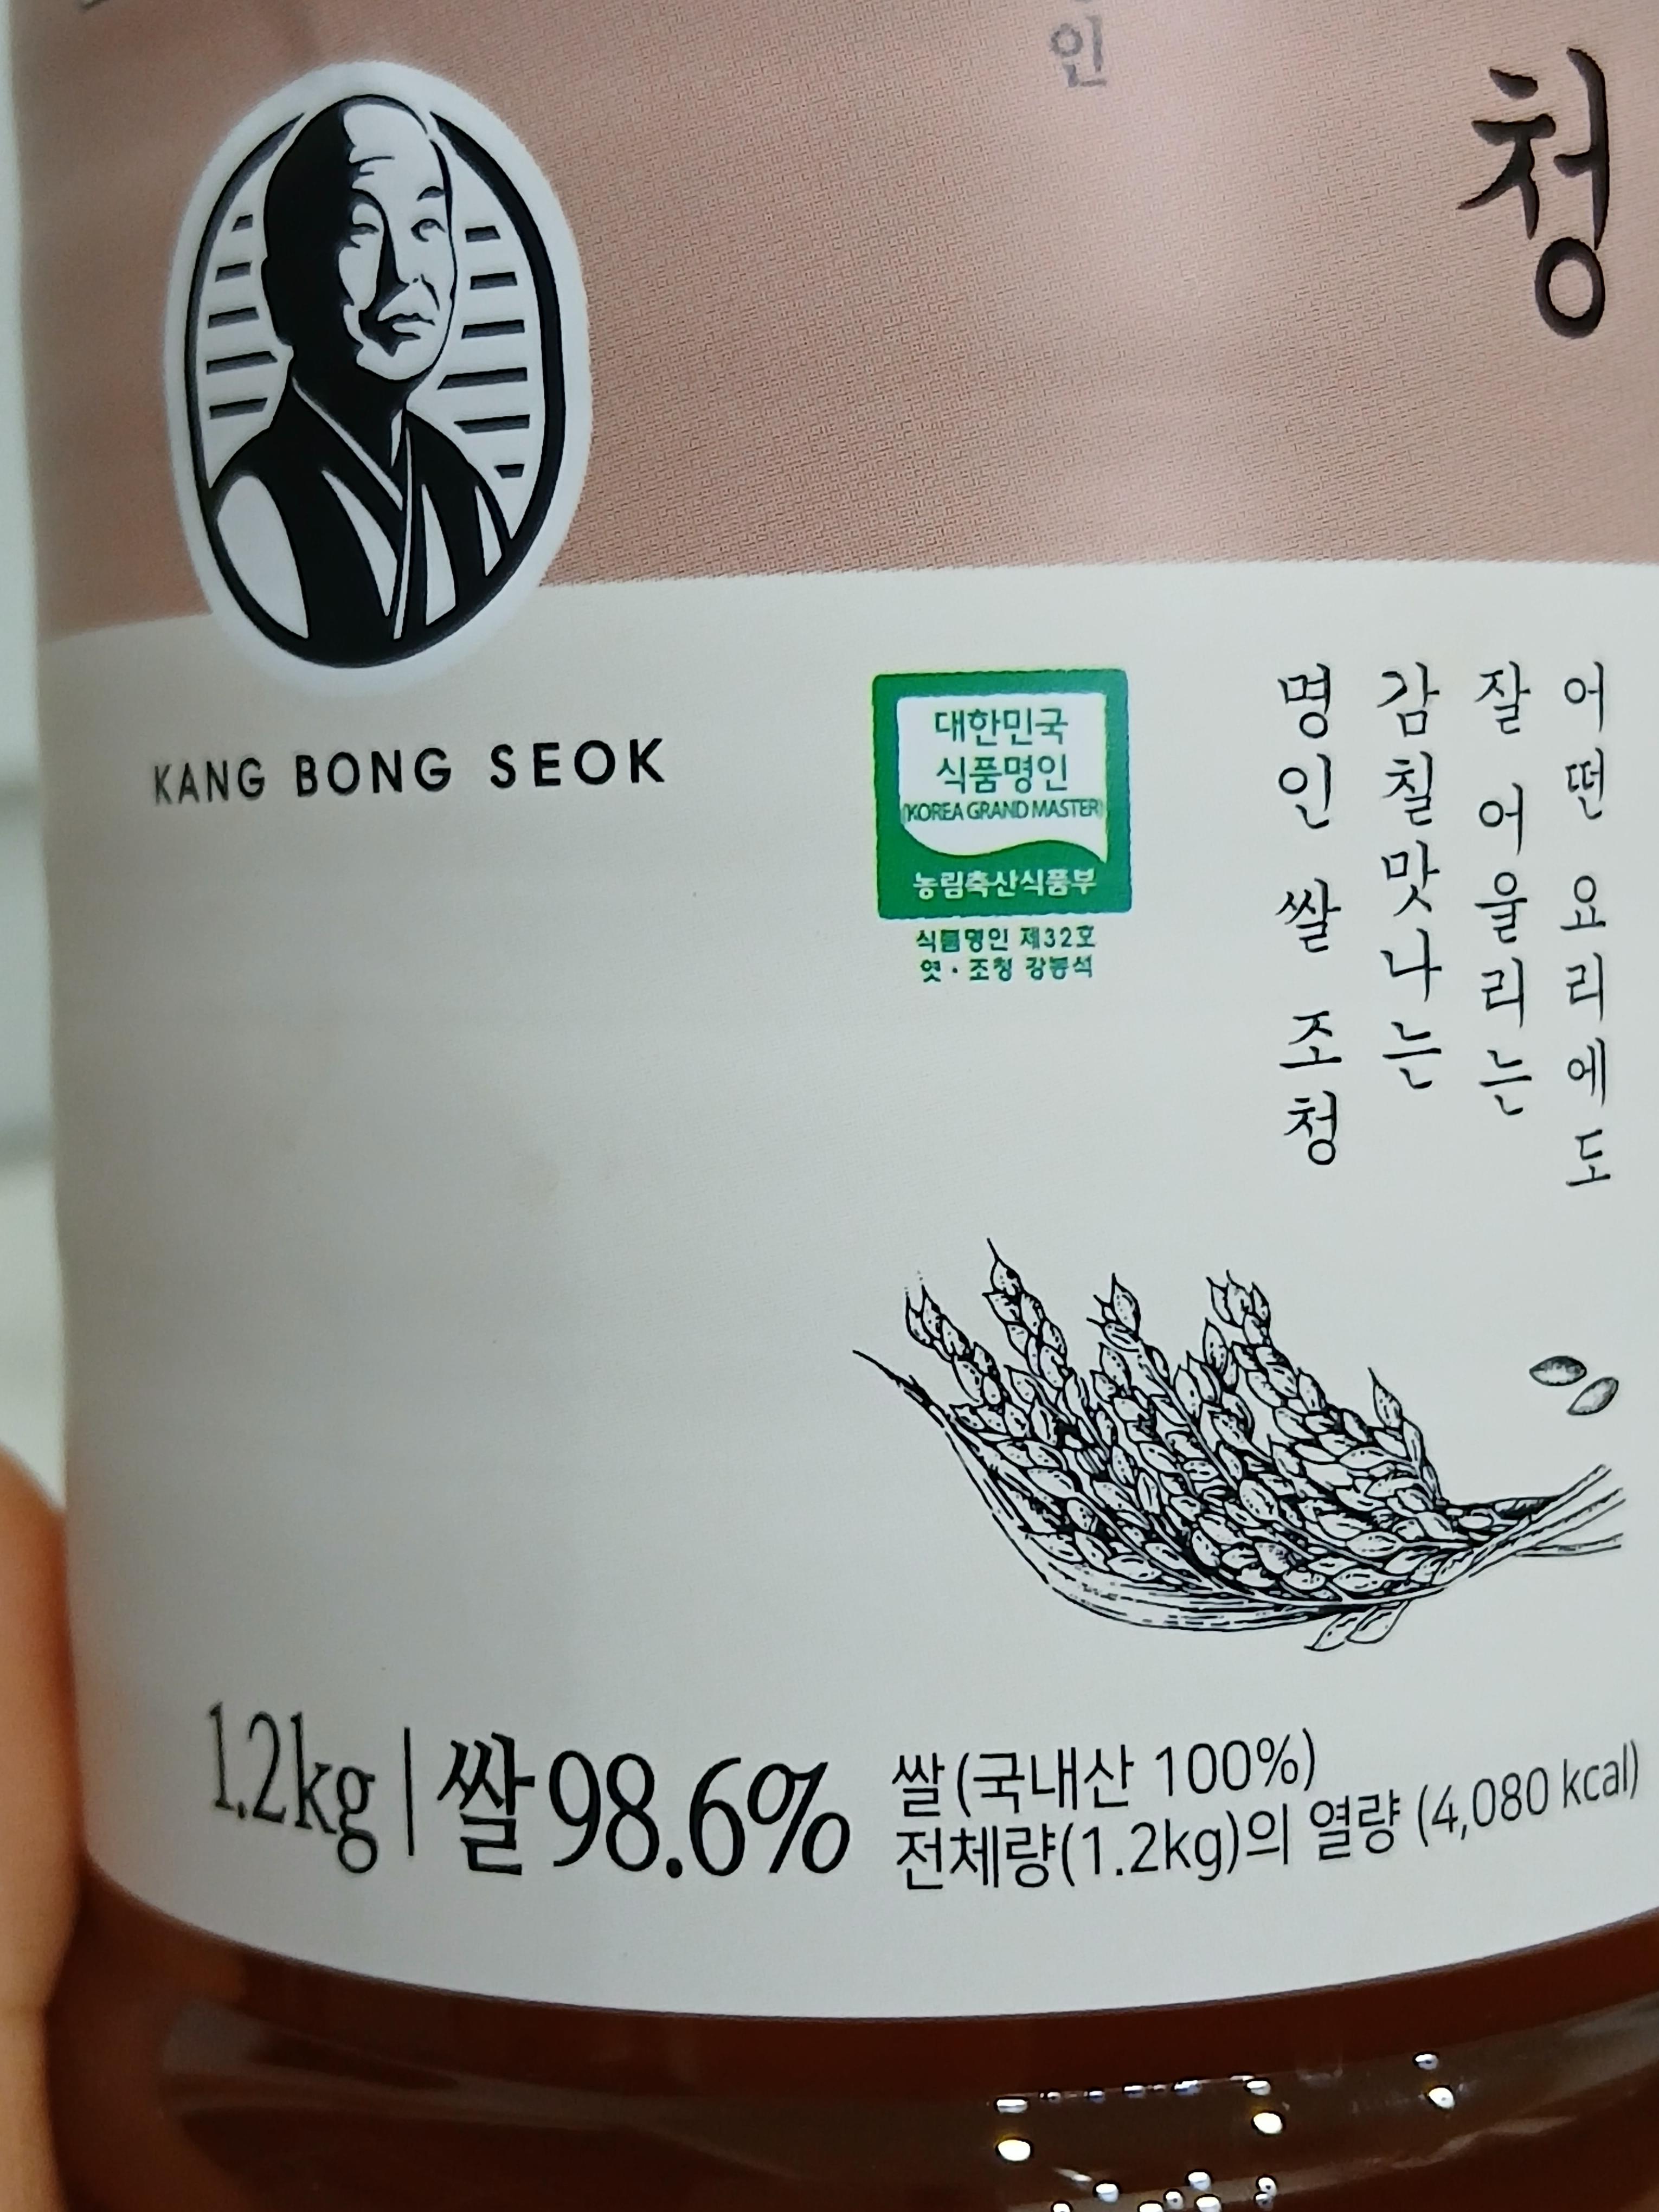 인
청
KANG BONG SEOK
대한민국
식품명인
(KOREA GRAND MASTER)
농림축산식품부
식품명인 제32호
엿·조청 강봉석
어떤 요리에도
잘 어울리는
감칠맛나는
명인 쌀 조청
1.2kg | 쌀98.6%
쌀(국내산 100%)
전체량(1.2kg)의 열량 (4,080 kcal)